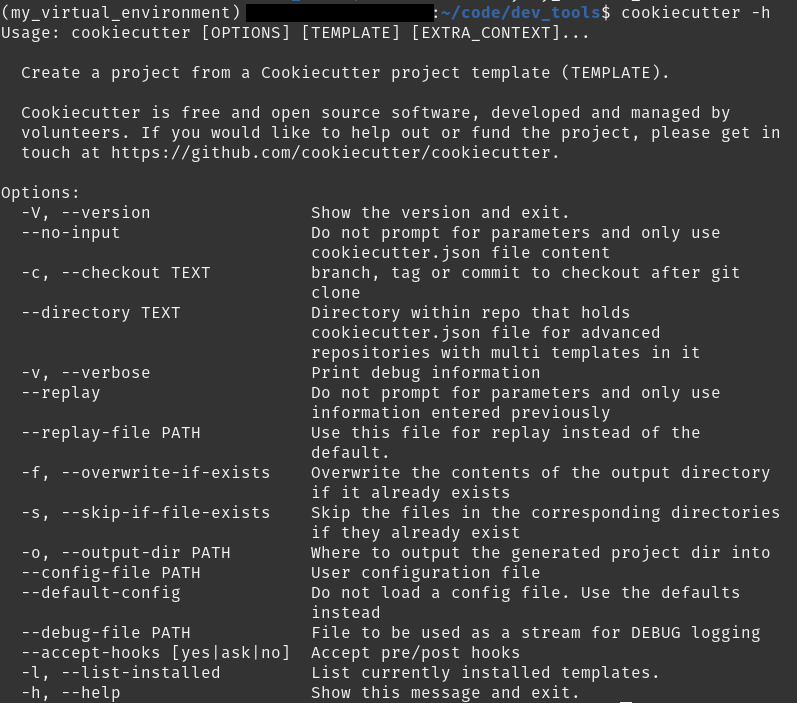 (my_virtual_environment) :~/code/dev_tools$ cookiecutter -h
Usage: cookiecutter [OPTIONS] [TEMPLATE] [EXTRA_CONTEXT]...
Create a project from a Cookiecutter project template (TEMPLATE).
Cookiecutter is free and open source software, developed and managed by
volunteers. If you would like to help out or fund the project, please get in
touch at https://github.com/cookiecutter/cookiecutter.
Options:
-V, --version Show the version and exit.
--no-input Do not prompt for parameters and only use
cookiecutter.json file content
-c, --checkout TEXT branch, tag or commit to checkout after git
clone
--directory TEXT Directory within repo that holds
cookiecutter.json file for advanced
repositories with multi templates in it
-v, --verbose Print debug information
--replay Do not prompt for parameters and only use
information entered previously
--replay-file PATH Use this file for replay instead of the
default.
-f, --overwrite-if-exists Overwrite the contents of the output directory
if it already exists
-s, --skip-if-file-exists Skip the files in the corresponding directories
if they already exist
-o, --output-dir PATH Where to output the generated project dir into
--config-file PATH User configuration file
--default-config Do not load a config file. Use the defaults
instead
--debug-file PATH File to be used as a stream for DEBUG logging
--accept-hooks [yes|ask|no] Accept pre/post hooks
-l, --list-installed List currently installed templates.
-h, --help Show this message and exit.